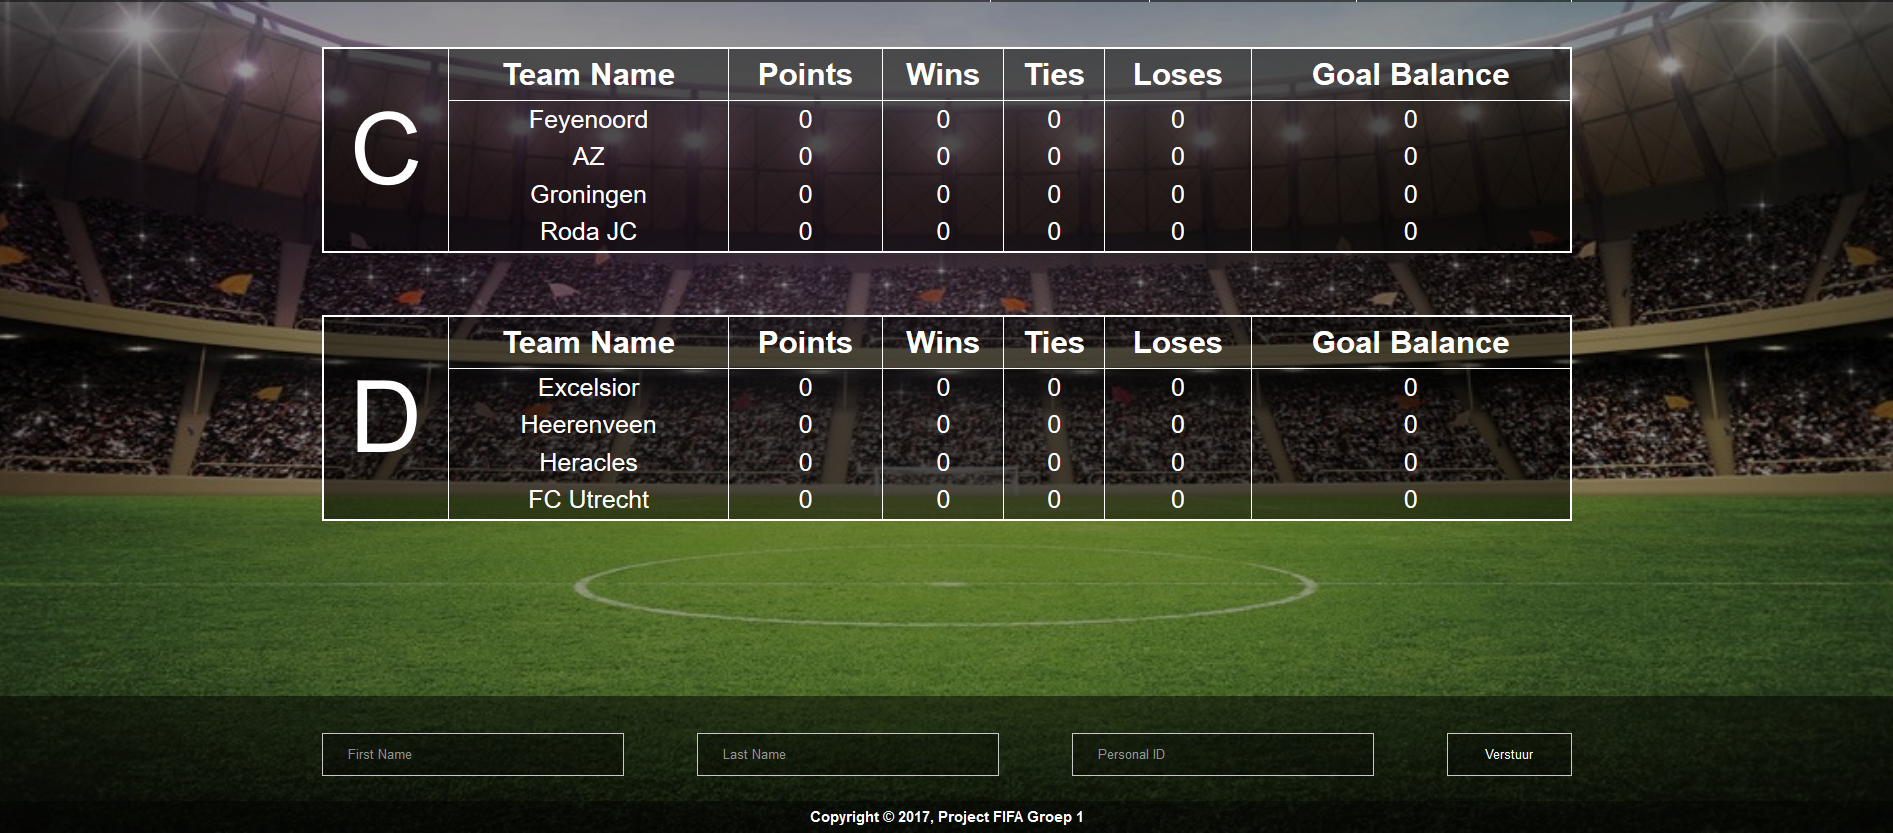 Team Name Points Wins Ties Loses Goal Balance
C
Feyenoord 0 0 0 0 0
AZ 0 0 0 0 0
Groningen 0 0 0 0 0
Roda JC 0 0 0 0 0
Team Name Points Wins Ties Loses Goal Balance
D
Excelsior 0 0 0 0 0
Heerenveen 0 0 0 0 0
Heracles 0 0 0 0 0
FC Utrecht 0 0 0 0 0
First Name Last Name Personal ID Verstuur
Copyright © 2017, Project FIFA Groep 1